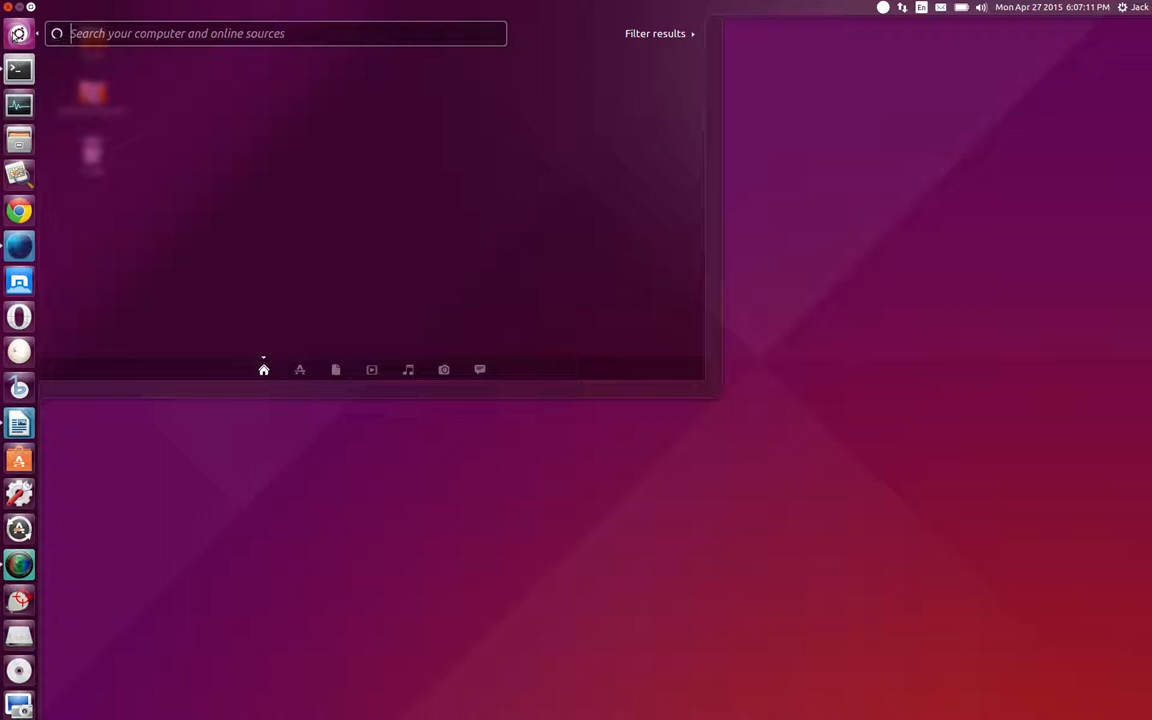 En
Mon Apr 27 2015 6:07:11 PM
Jack
Search your computer and online sources
Filter results